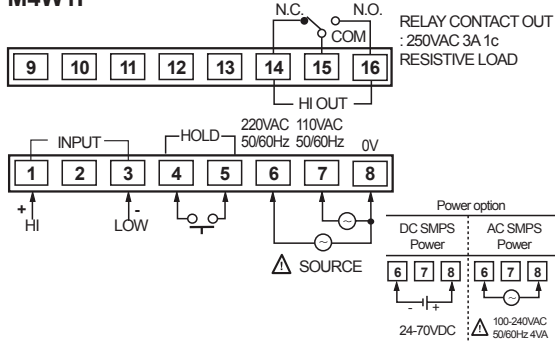 N.C.
N.O.
COM
RELAY CONTACT OUT
: 250VAC 3A 1c
RESISTIVE LOAD
9 10 11 12 13 14 15 16
HI OUT
INPUT
HOLD
220VAC 110VAC
50/60Hz 50/60Hz
0V
1 2 3 4 5 6 7 8
+ -
HI LOW
SOURCE
Power option
DC SMPS AC SMPS
Power Power
6 7 8 6 7 8
- +
24-70VDC
100-240VAC
50/60Hz 4VA